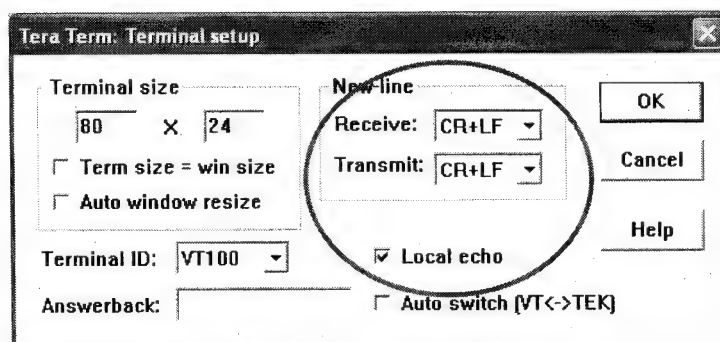 Tera Term: Terminal setup
Terminal size
80 X 24
Term size = win size
Auto window resize
Terminal ID: VT100
Answerback:
New-line
Receive: CR+LF
Transmit: CR+LF
Local echo
Auto switch (VT<->TEK)
OK
Cancel
Help